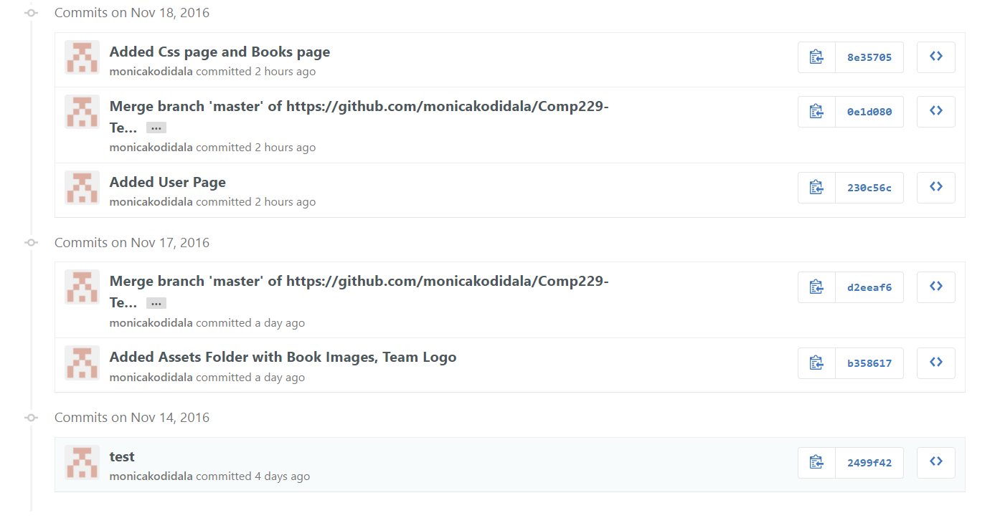 Commits on Nov 18, 2016
Added Css page and Books page
monicakodidala committed 2 hours ago
8e35705
Merge branch 'master' of https://github.com/monicakodidala/Comp229-
Te… …
monicakodidala committed 2 hours ago
0e1d080
Added User Page
monicakodidala committed 2 hours ago
230c56c
Commits on Nov 17, 2016
Merge branch 'master' of https://github.com/monicakodidala/Comp229-
Te… …
monicakodidala committed a day ago
d2eeaf6
Added Assets Folder with Book Images, Team Logo
monicakodidala committed a day ago
b358617
Commits on Nov 14, 2016
test
monicakodidala committed 4 days ago
2499f42